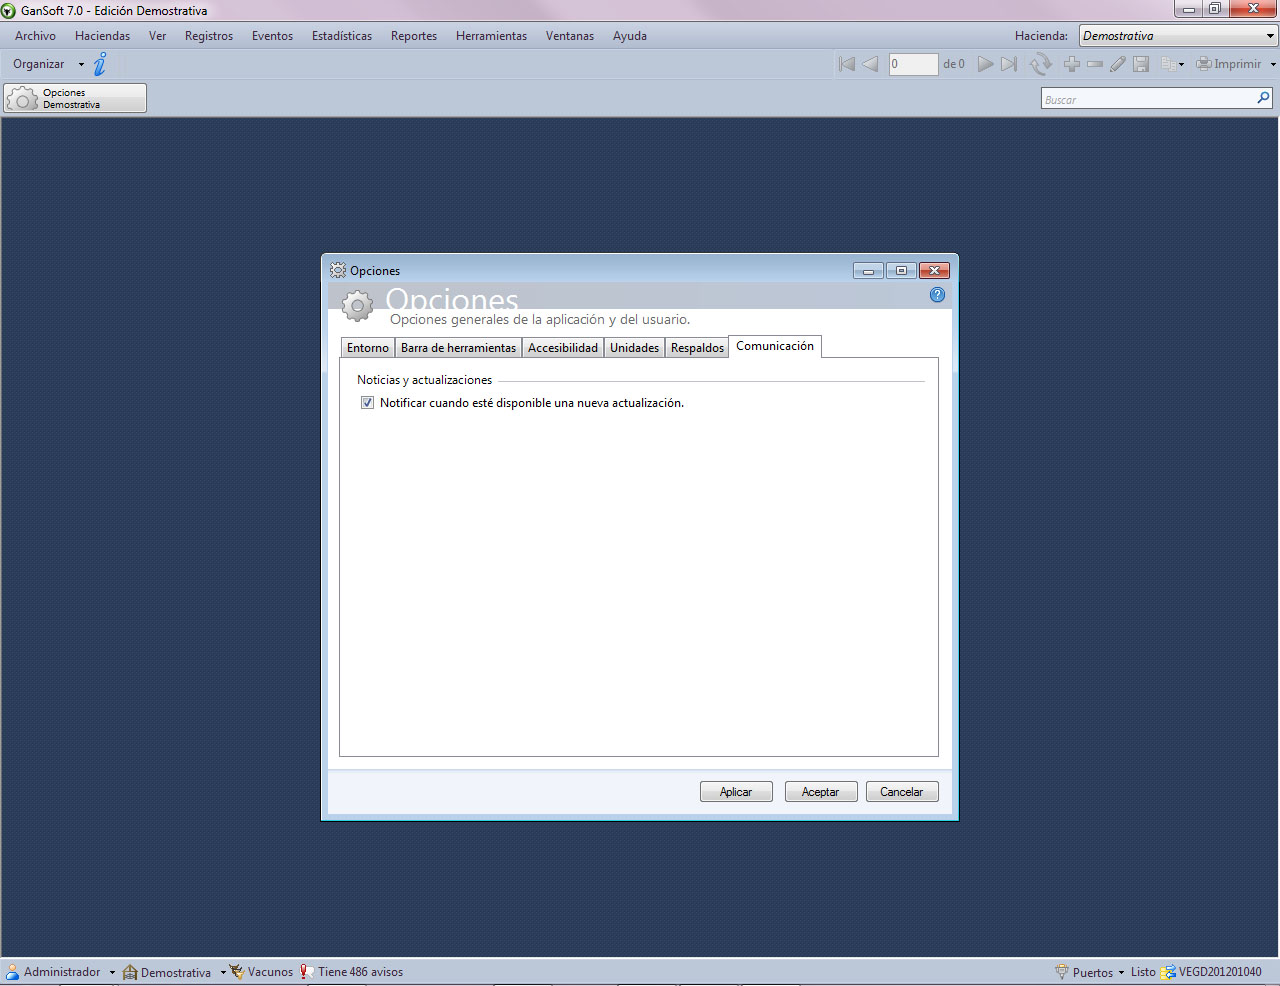 GanSoft 7.0 - Edición Demostrativa
Archivo Haciendas Ver Registros Eventos Estadísticas Reportes Herramientas Ventanas Ayuda Hacienda: Demostrativa
Organizar 0 de 0 Imprimir
Opciones
Demostrativa
Buscar
Opciones
Opciones
Opciones generales de la aplicación y del usuario.
Entorno Barra de herramientas Accesibilidad Unidades Respaldos Comunicación
Noticias y actualizaciones
Notificar cuando esté disponible una nueva actualización.
Aplicar Aceptar Cancelar
Administrador Demostrativa Vacunos Tiene 486 avisos Puertos Listo VEGD201201040